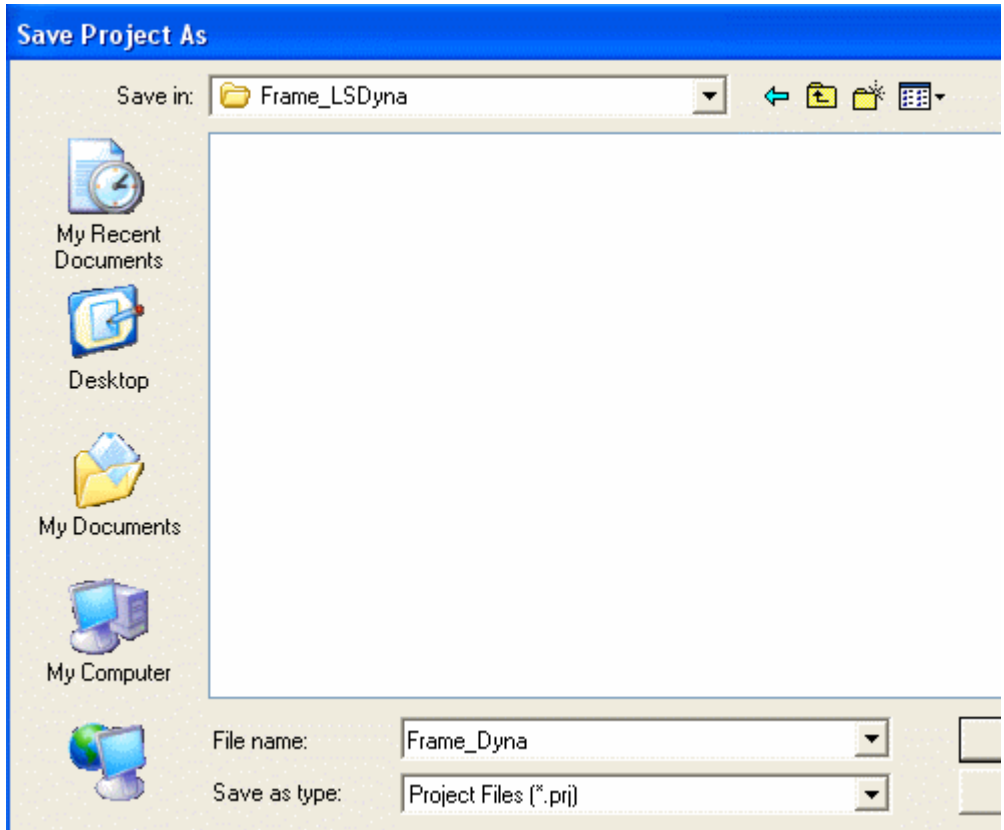 Save Project As
Save in: Frame_LSDyna
My Recent
Documents
Desktop
My Documents
My Computer
File name: Frame_Dyna
Save as type: Project Files (*.prj)